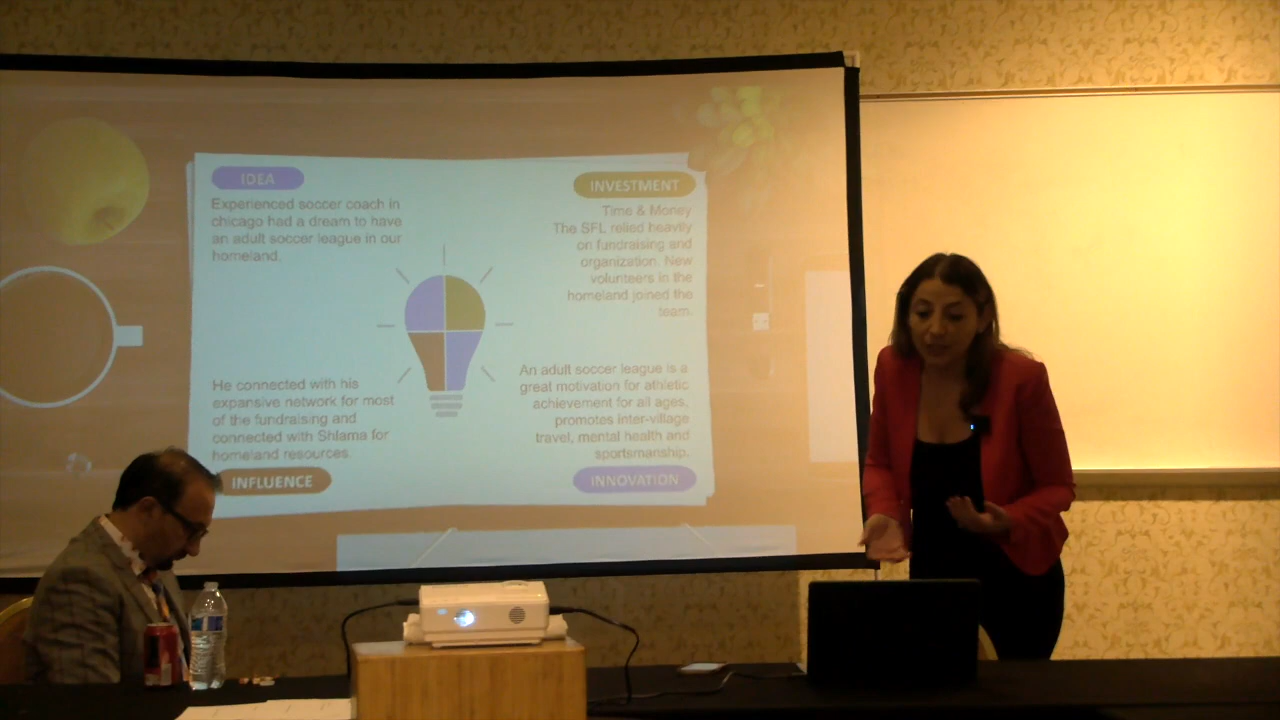 IDEA
Experienced soccer coach in
chicago had a dream to have
an adult soccer league in our
homeland.
INVESTMENT
Time & Money
The SFL relied heavily
on fundraising and
organization. New
volunteers in the
homeland joined the
team.
He connected with his
expansive network for most
of the fundraising and
connected with Shlama for
homeland resources.
INFLUENCE
An adult soccer league is a
great motivation for athletic
achievement for all ages,
promotes inter-village
travel, mental health and
sportsmanship.
INNOVATION